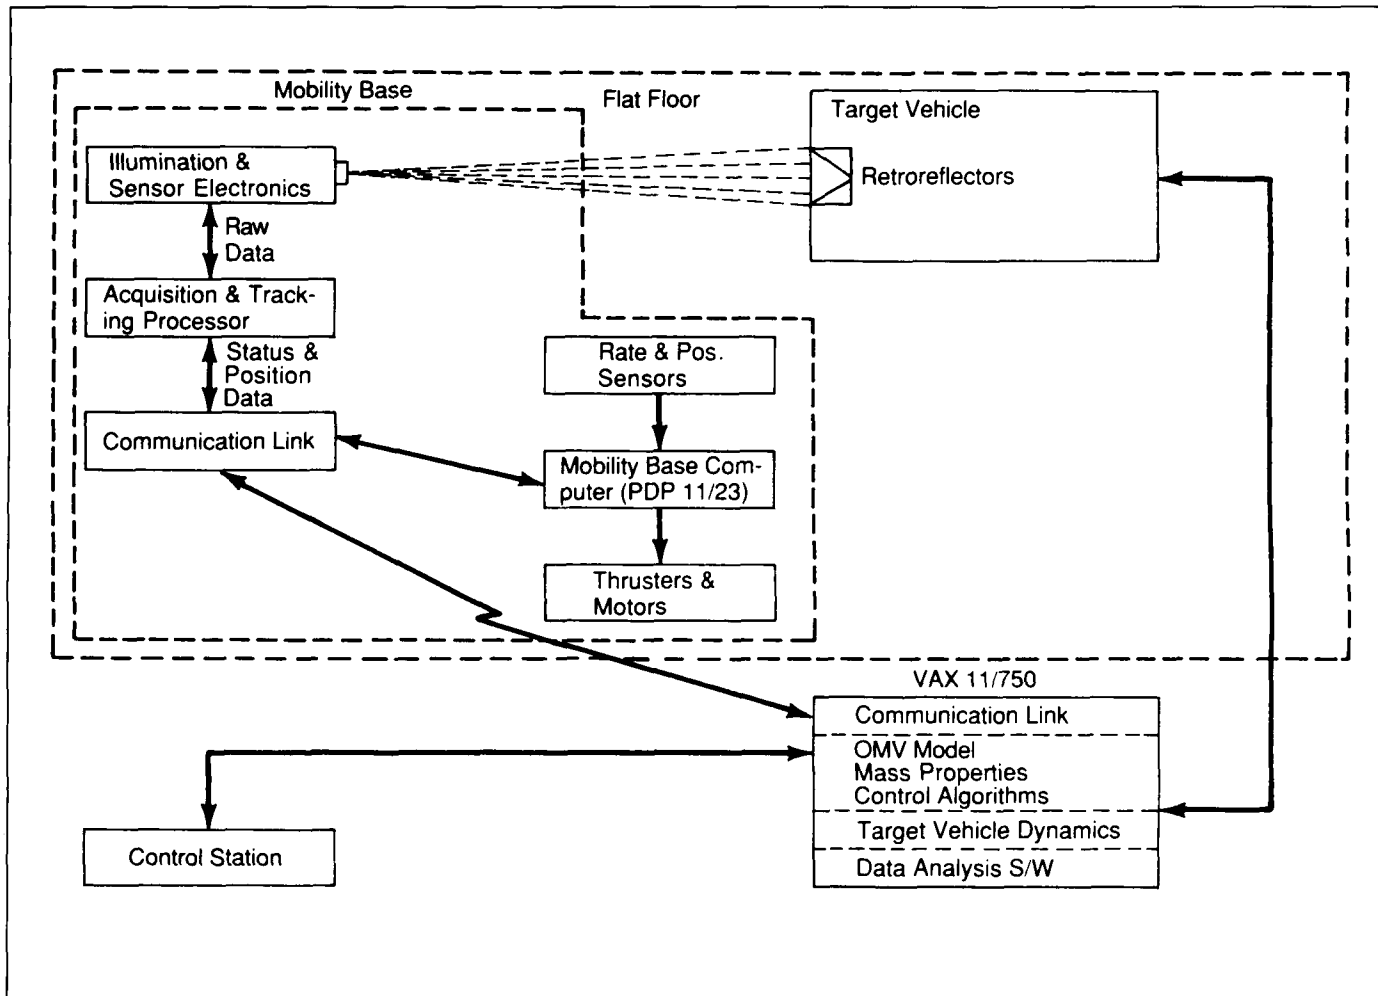 Mobility Base
Flat Floor
Target Vehicle
Illumination &
Sensor Electronics
Retroreflectors
Raw
Data
Acquisition & Track-
ing Processor
Status &
Position
Data
Rate & Pos.
Sensors
Communication Link
Mobility Base Com-
puter (PDP 11/23)
Thrusters &
Motors
VAX 11/750
Communication Link
OMV Model
Mass Properties
Control Algorithms
Target Vehicle Dynamics
Data Analysis S/W
Control Station